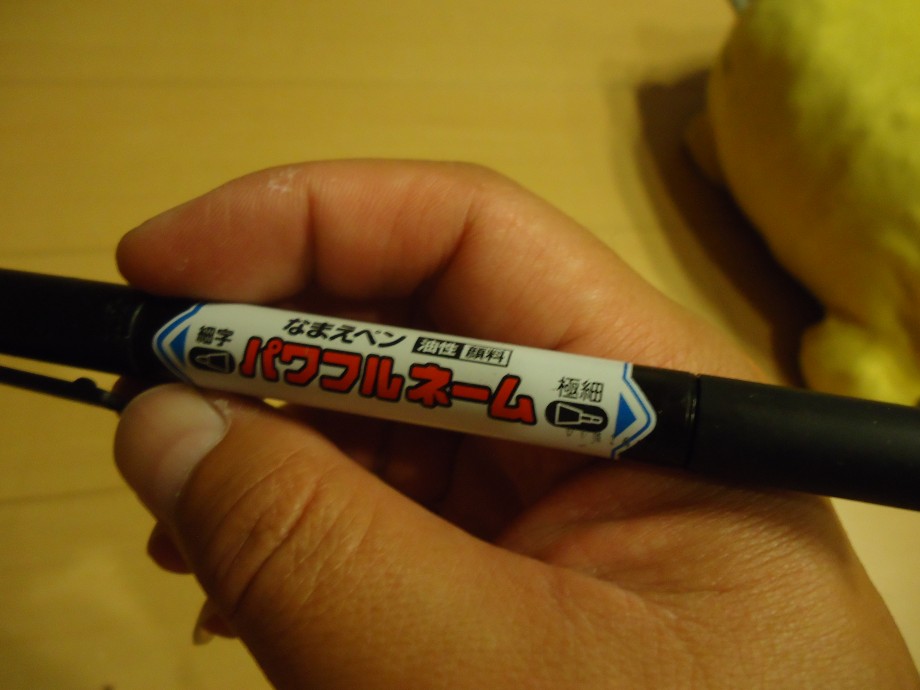 なまえペン 油性 顔料
細字 パワフルネーム 極細